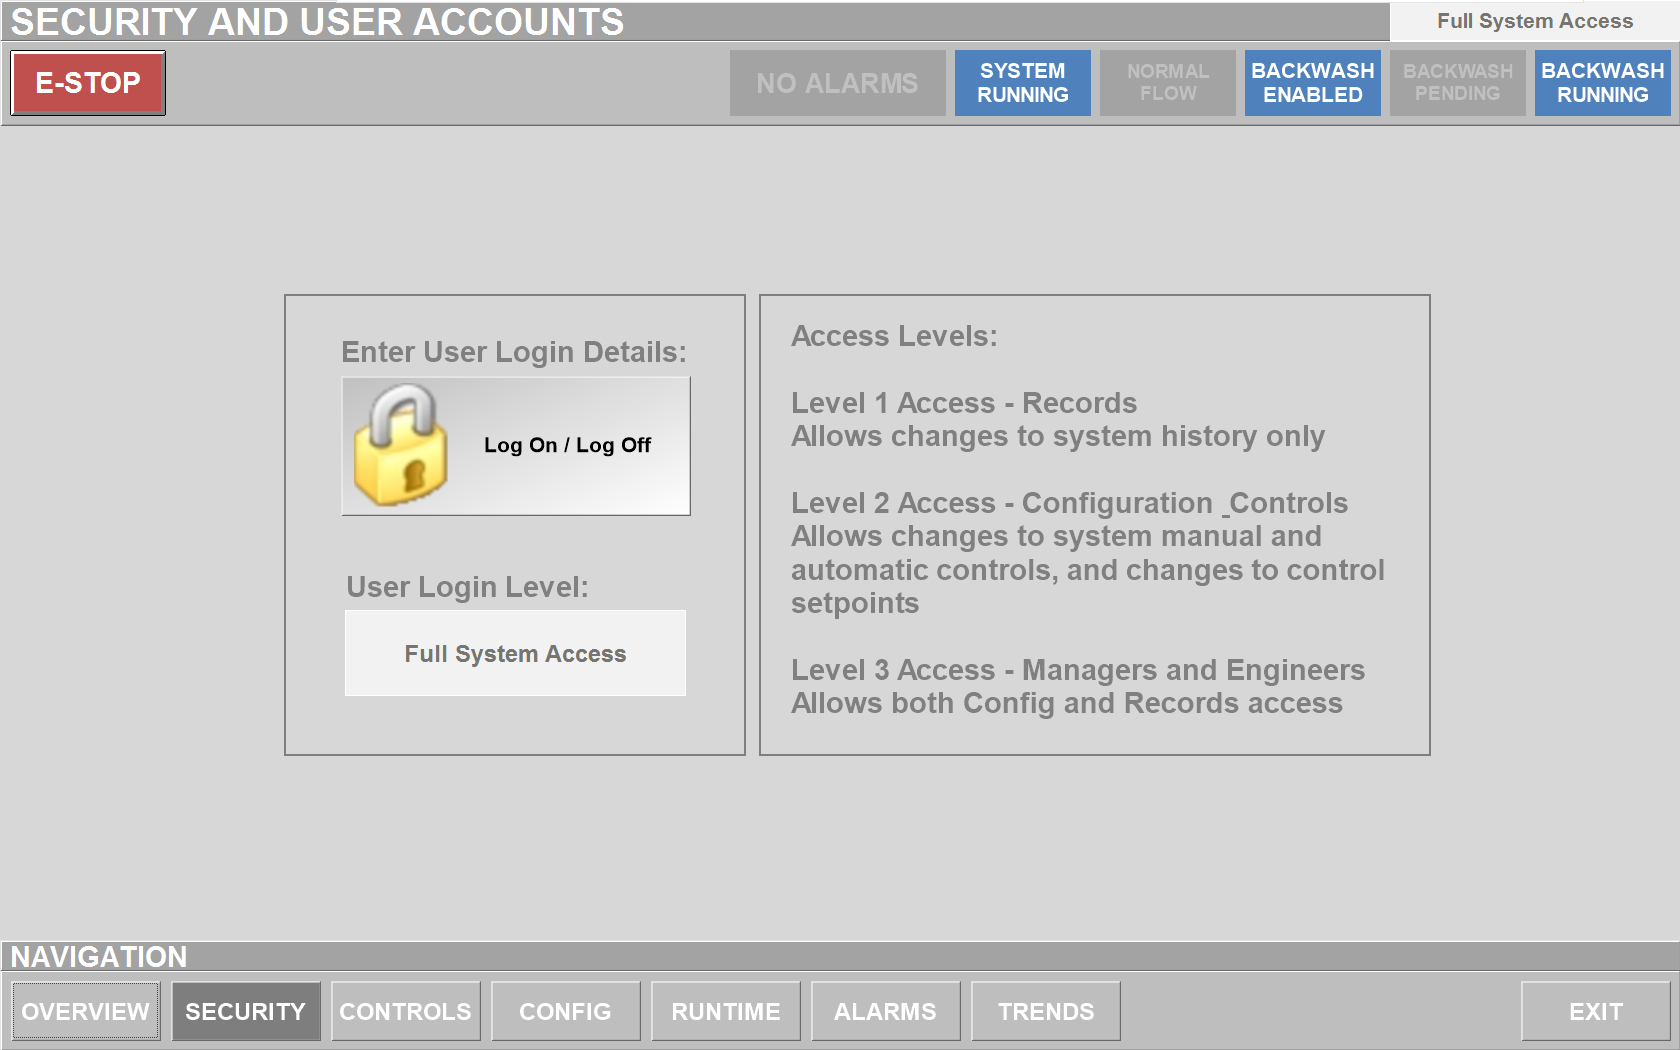 SECURITY AND USER ACCOUNTS
Full System Access
E-STOP
NO ALARMS
SYSTEM
RUNNING
NORMAL
FLOW
BACKWASH
ENABLED
BACKWASH
PENDING
BACKWASH
RUNNING
Enter User Login Details:
Log On / Log Off
User Login Level:
Full System Access
Access Levels:
Level 1 Access - Records
Allows changes to system history only
Level 2 Access - Configuration _Controls
Allows changes to system manual and
automatic controls, and changes to control
setpoints
Level 3 Access - Managers and Engineers
Allows both Config and Records access
NAVIGATION
OVERVIEW
SECURITY
CONTROLS
CONFIG
RUNTIME
ALARMS
TRENDS
EXIT